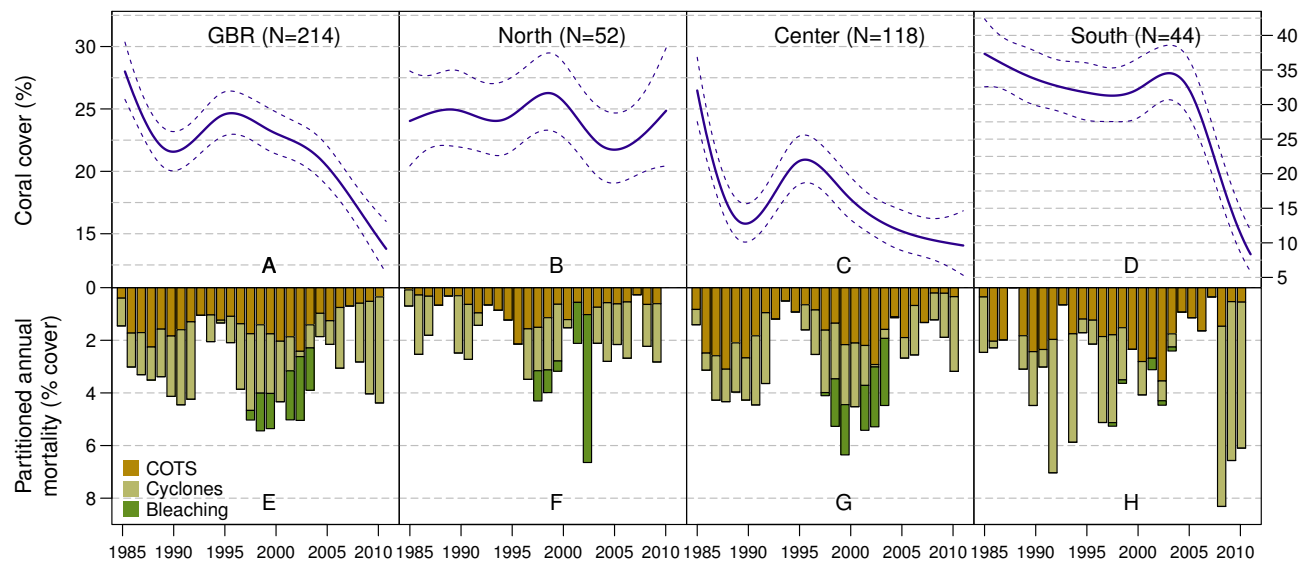 GBR (N=214)
North (N=52)
Center (N=118)
South (N=44)
Coral cover (%)
30
25
20
15
40
35
30
25
20
15
10
5
A
B
C
D
Partitioned annual
mortality (% cover)
0
2
4
6
8
COTS
Cyclones
Bleaching
E
F
G
H
1985 1990 1995 2000 2005 2010
1985 1990 1995 2000 2005 2010
1985 1990 1995 2000 2005 2010
1985 1990 1995 2000 2005 2010